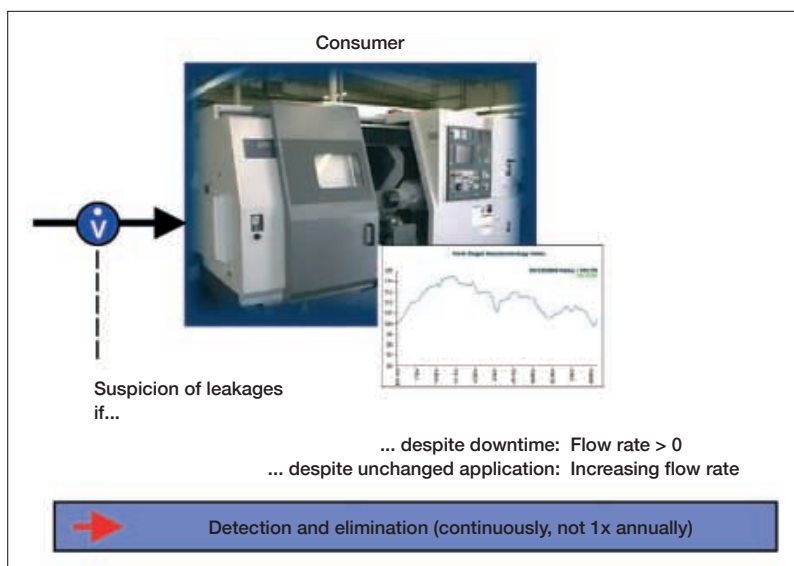 Consumer
V
Suspicion of leakages
if...
... despite downtime: Flow rate > 0
... despite unchanged application: Increasing flow rate
Detection and elimination (continuously, not 1x annually)